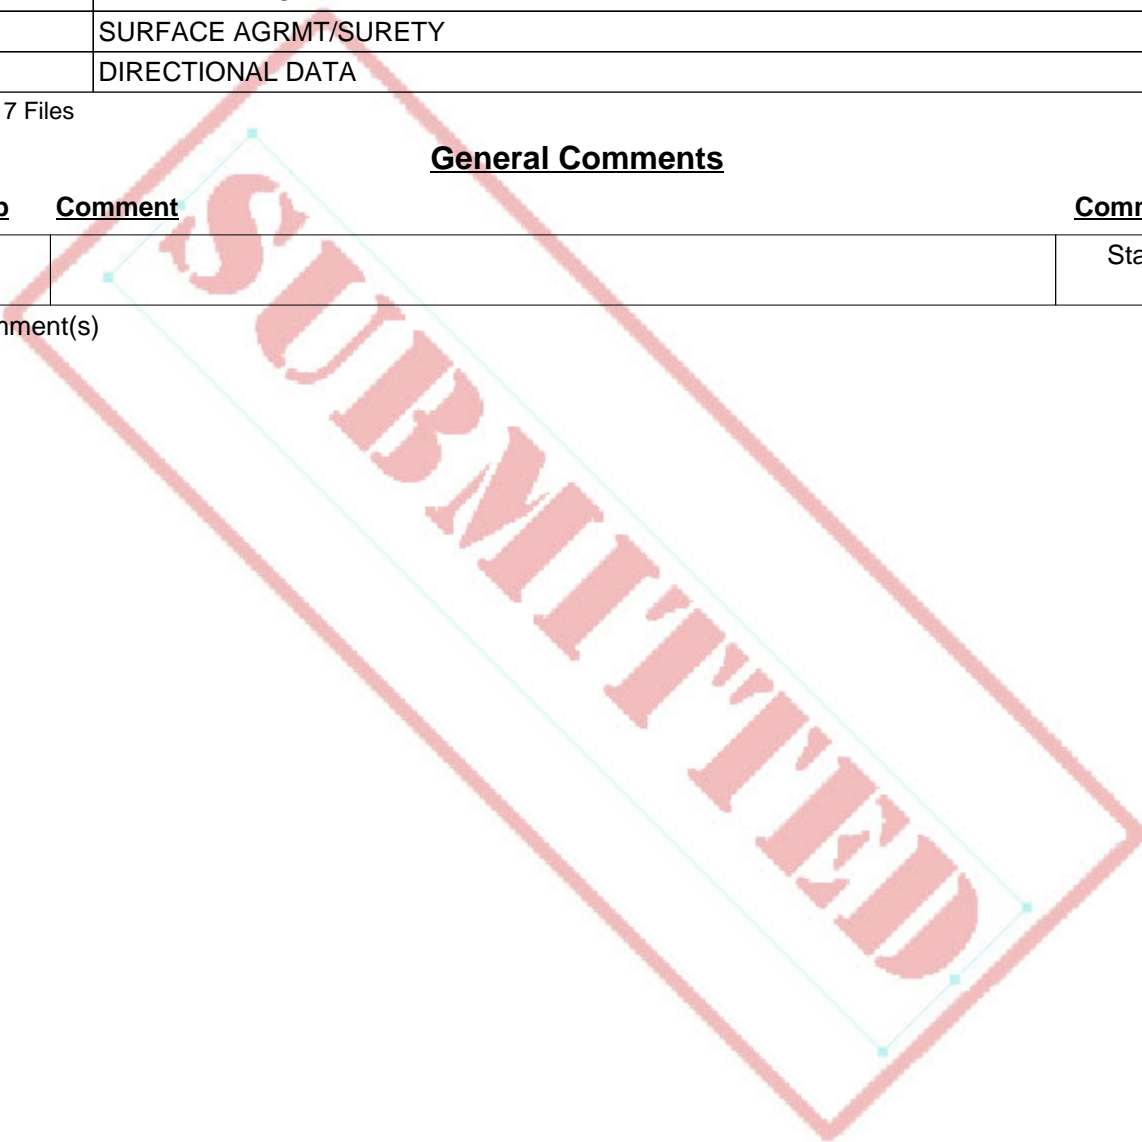 SURFACE AGRMT/SURETY
DIRECTIONAL DATA
7 Files
General Comments
Comment
SUBMITTED